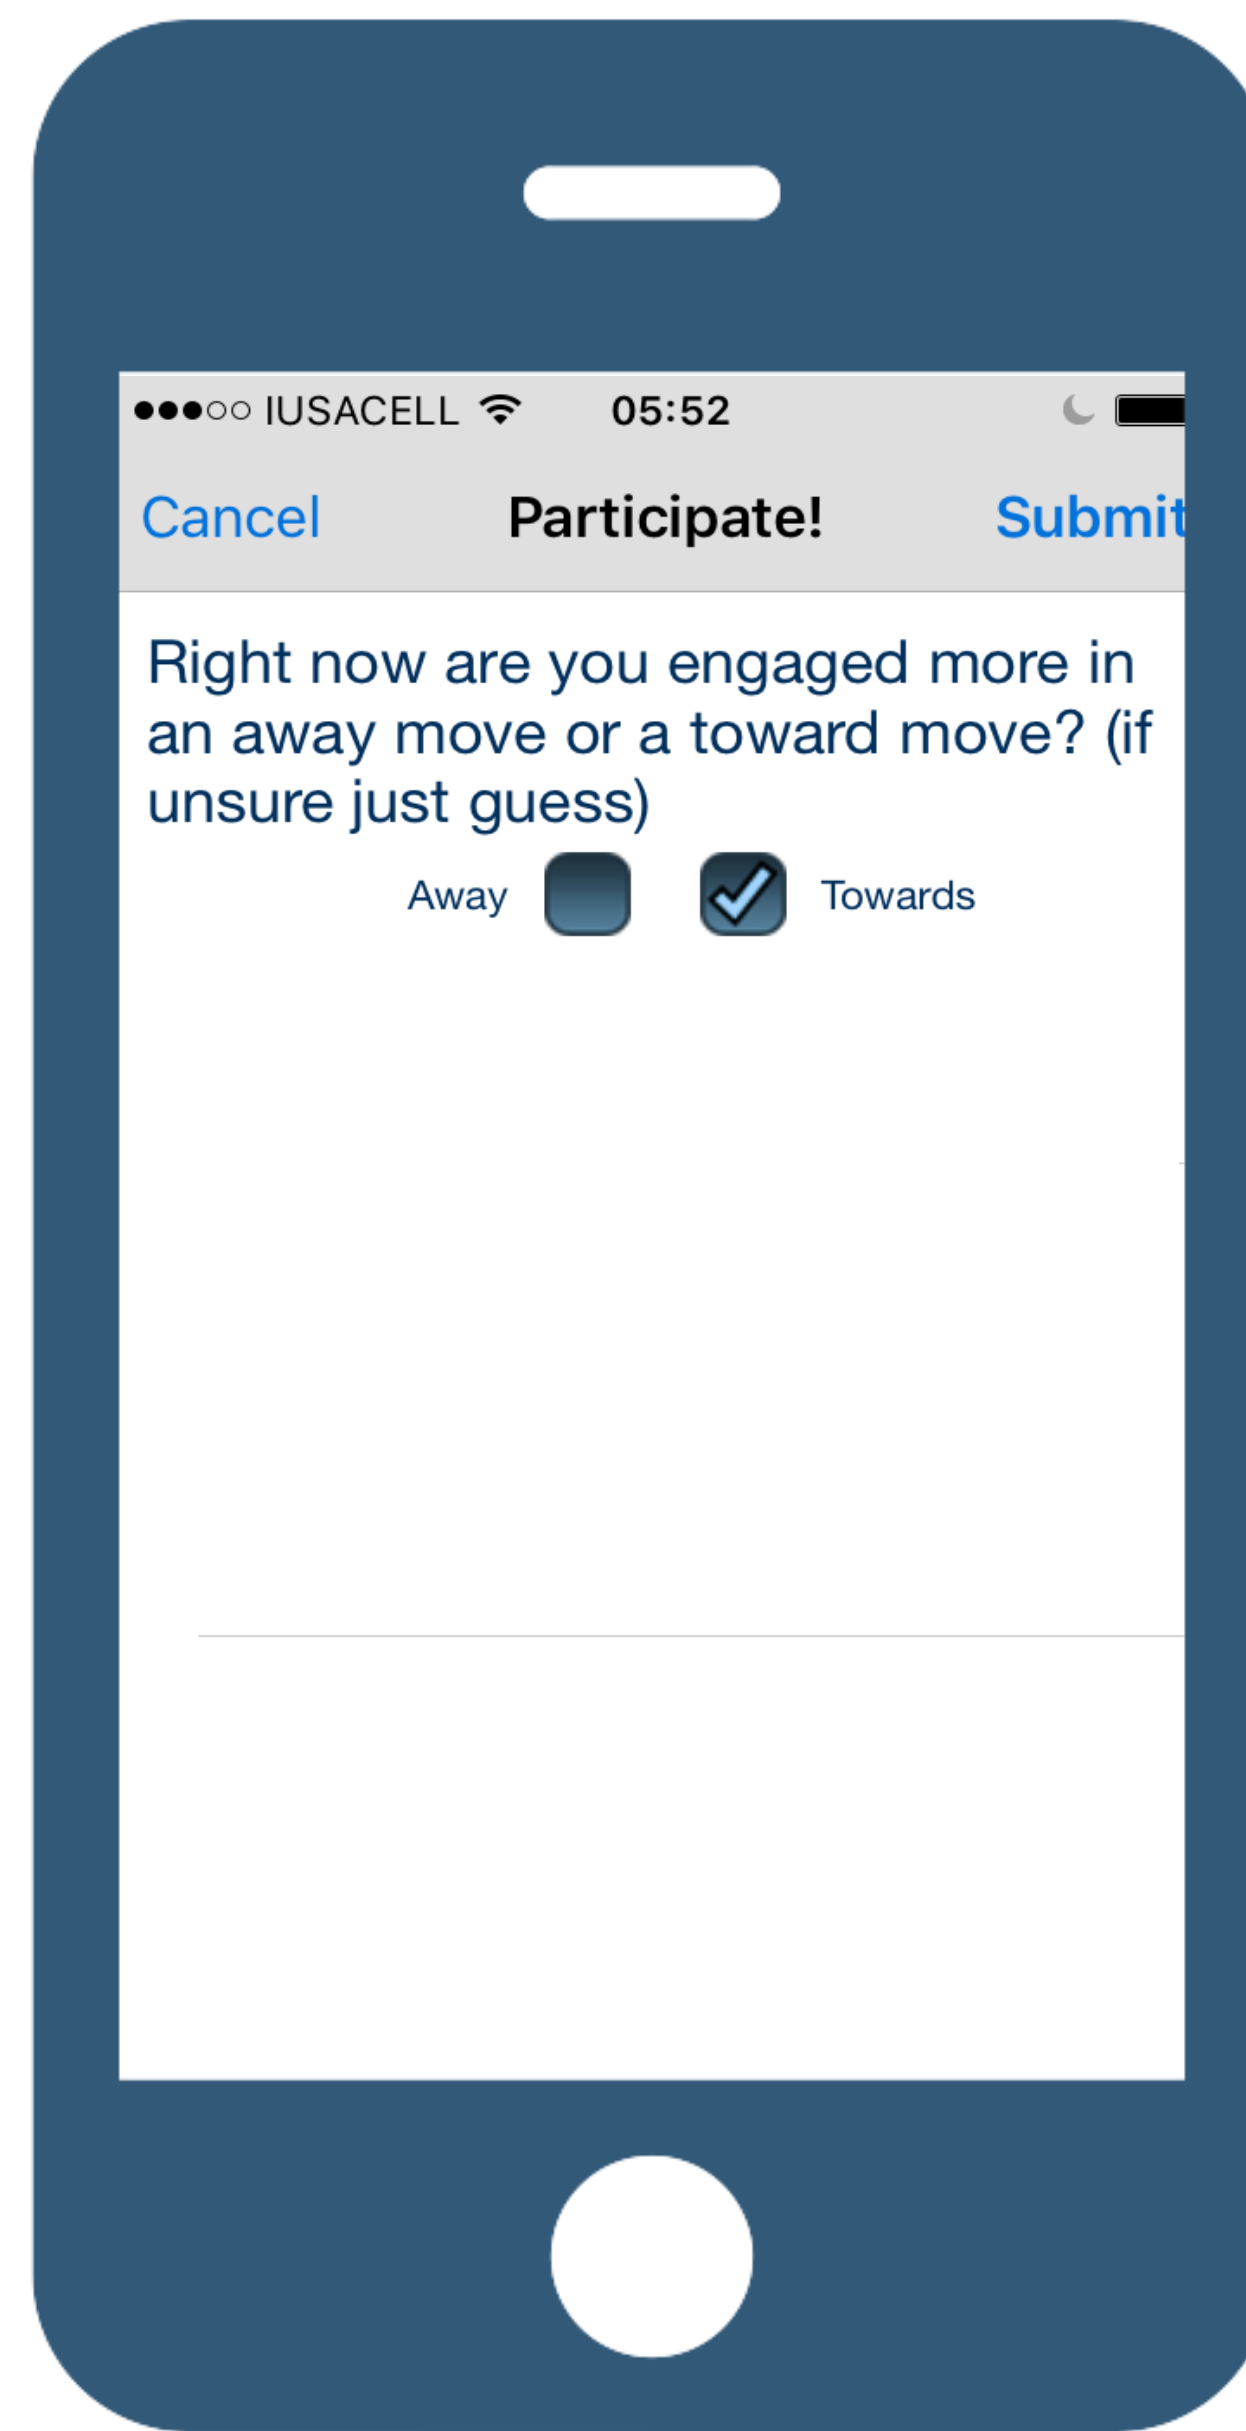 IUSACELL 05:52
Cancel Participate! Submit
Right now are you engaged more in
an away move or a toward move? (if
unsure just guess)
Away Towards